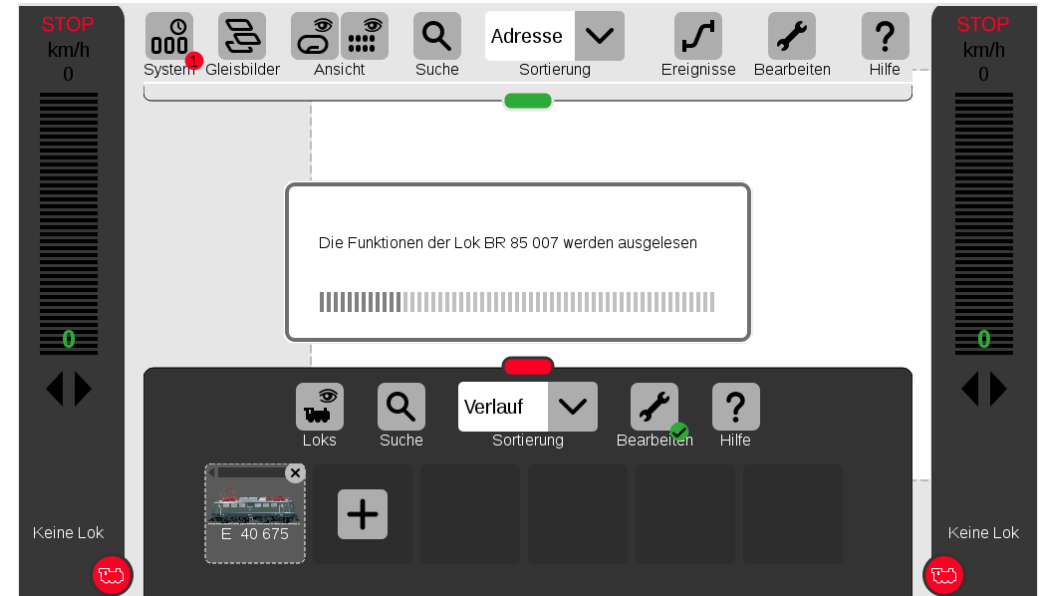 STOP
km/h
0
000
1
System
Gleisbilder
Ansicht
Suche
Adresse
Sortierung
Ereignisse
Bearbeiten
?
Hilfe
STOP
km/h
0
Die Funktionen der Lok BR 85 007 werden ausgelesen
0
0
Loks
Suche
Verlauf
Sortierung
Bearbeiten
?
Hilfe
E 40 675
Keine Lok
Keine Lok